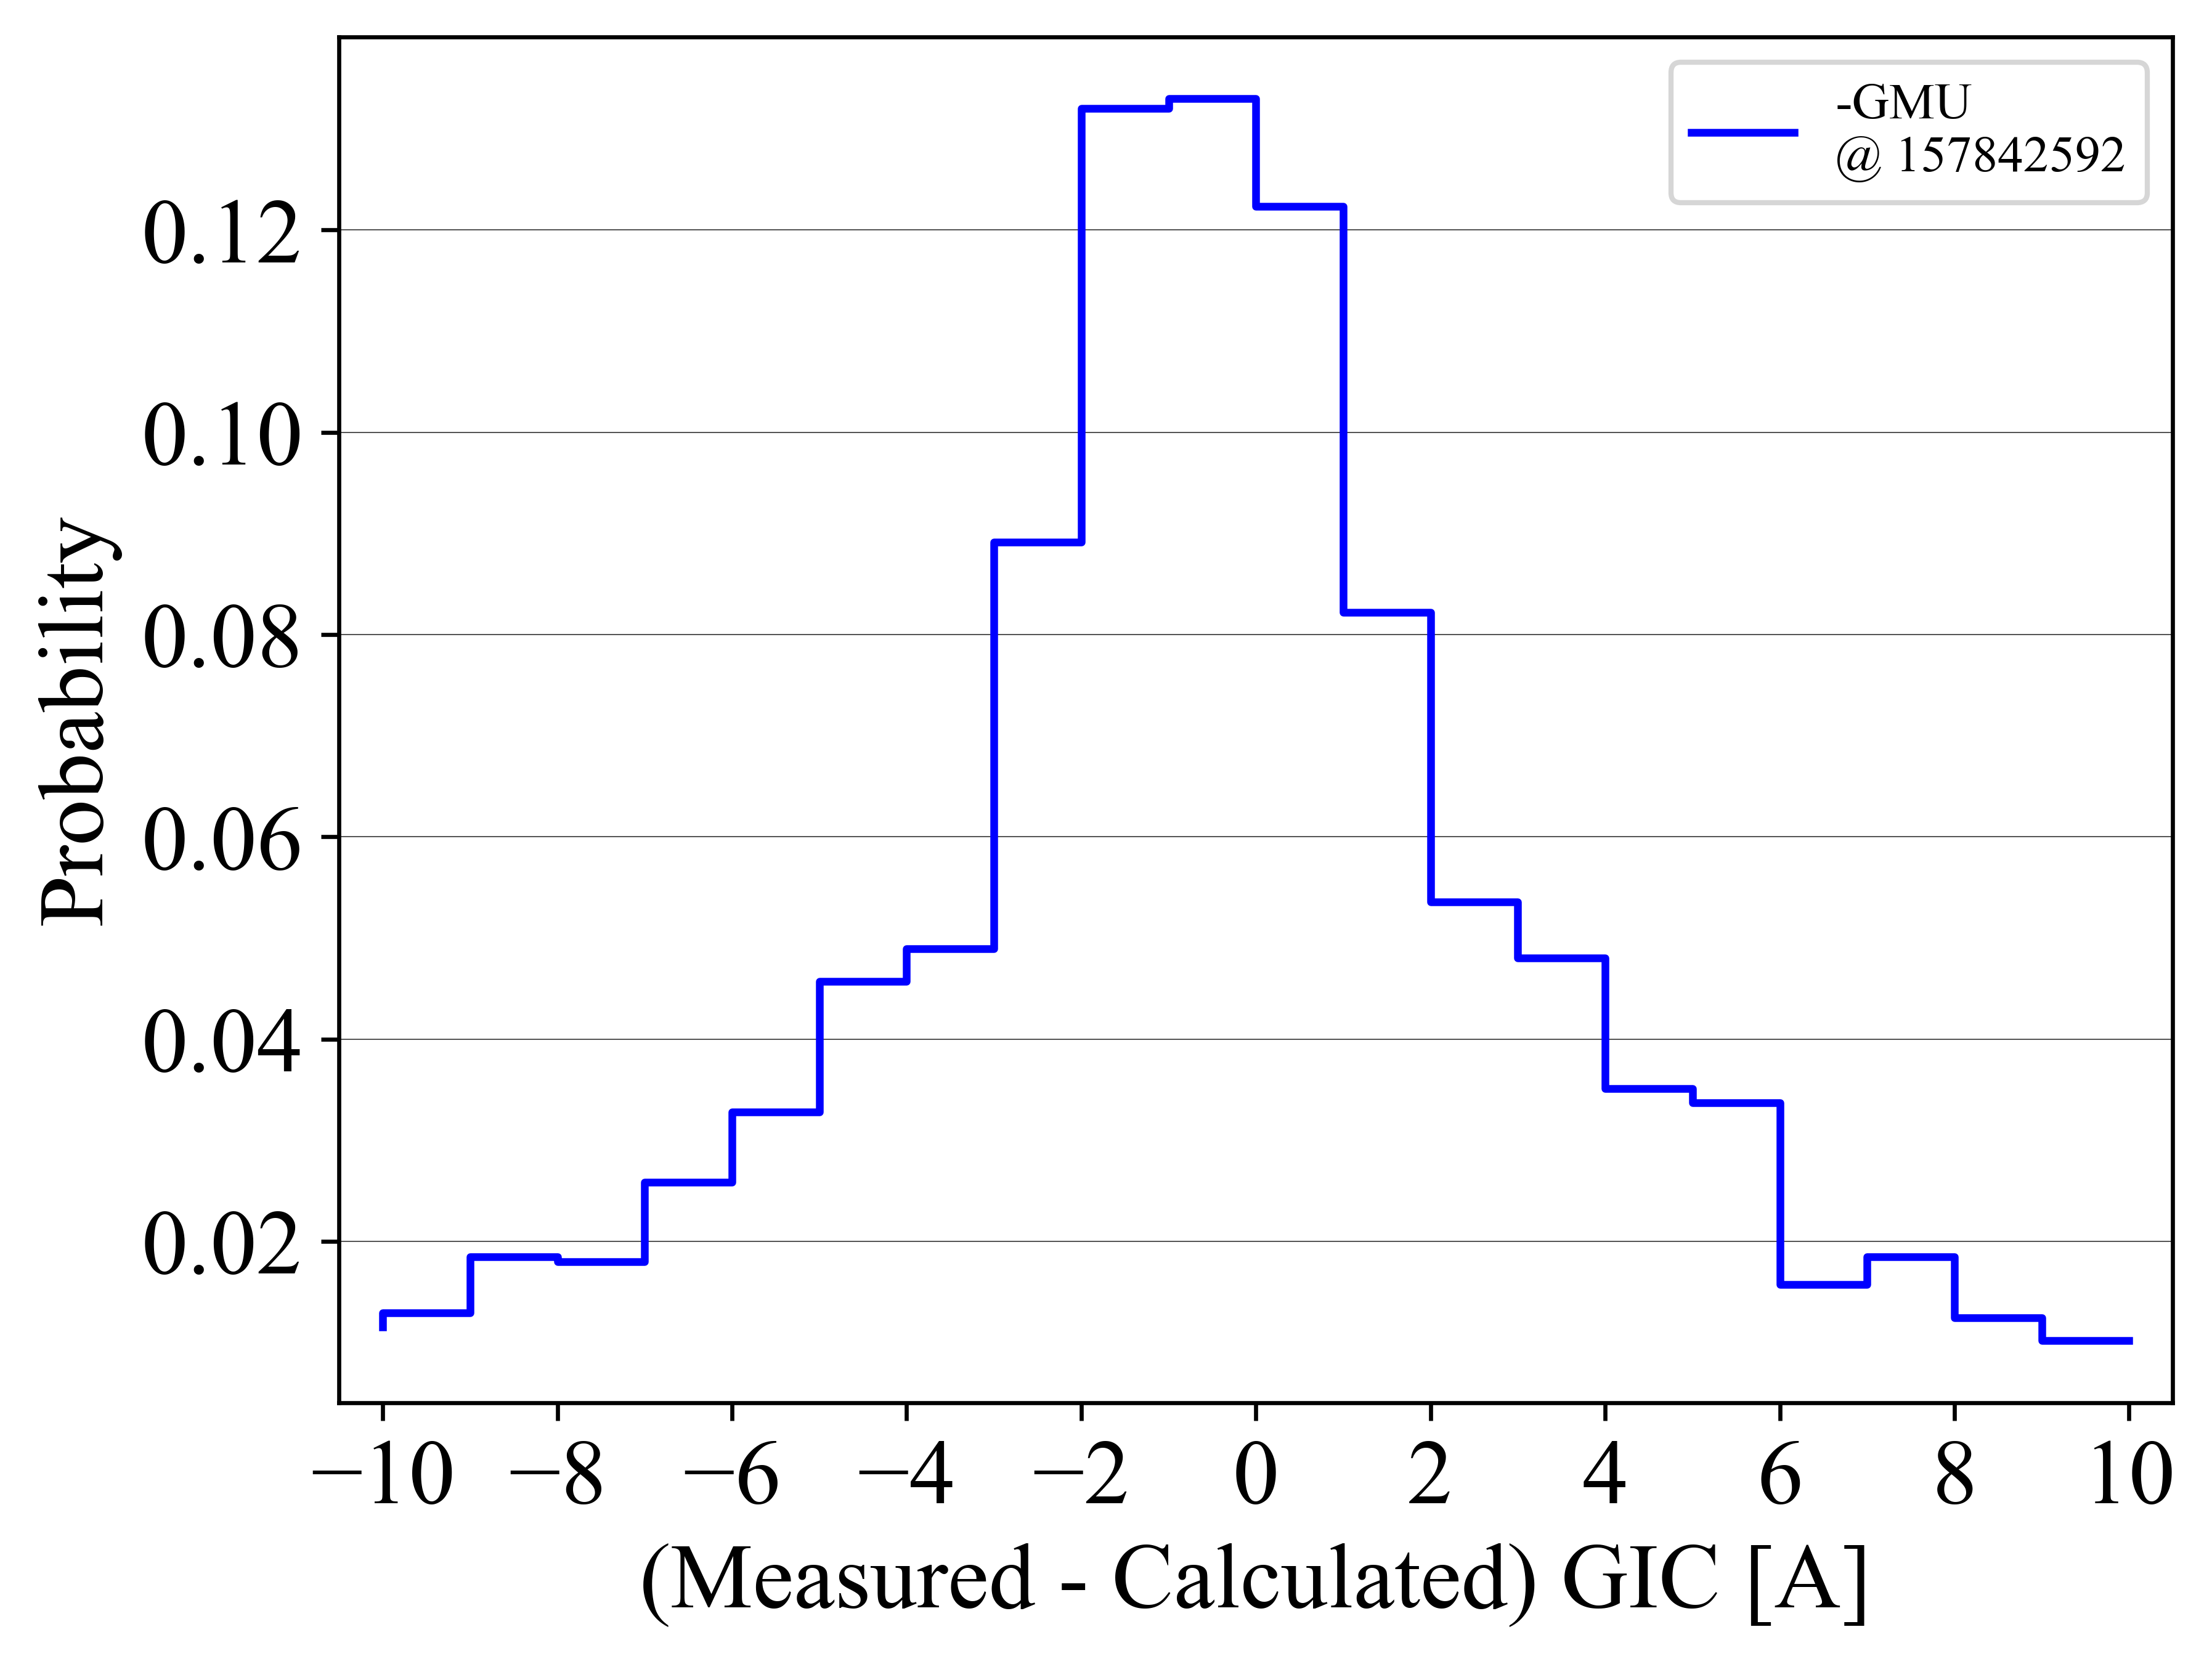 -GMU
@ 157842592
0.12
0.10
0.08
0.06
0.04
0.02
Probability
−10 −8 −6 −4 −2 0 2 4 6 8 10
(Measured - Calculated) GIC [A]